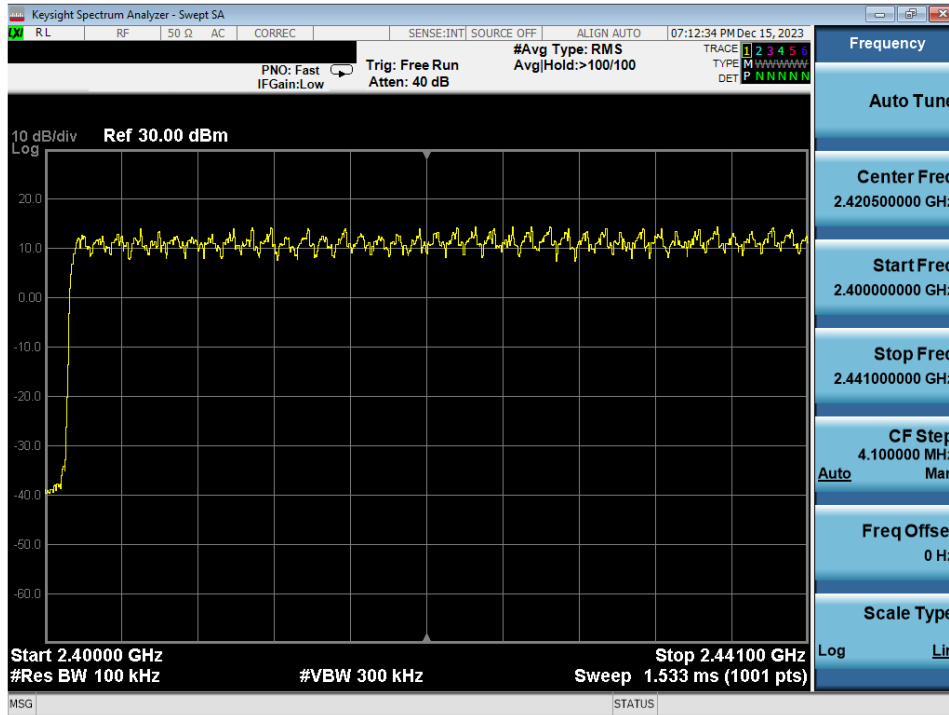 Keysight Spectrum Analyzer - Swept SA
LXI RL RF 50 Ω AC CORREC SENSE:INT SOURCE OFF ALIGN AUTO 07:12:34 PM Dec 15, 2023
PNO: Fast
IFGain:Low
Trig: Free Run
Atten: 40 dB
#Avg Type: RMS
Avg|Hold:>100/100
TRACE 1 2 3 4 5 6
TYPE M WWWWW
DET P N N N N N
10 dB/div Ref 30.00 dBm
Log
20.0
10.0
0.00
-10.0
-20.0
-30.0
-40.0
-50.0
-60.0
Start 2.40000 GHz Stop 2.44100 GHz
#Res BW 100 kHz #VBW 300 kHz Sweep 1.533 ms (1001 pts)
MSG STATUS
Frequency
Auto Tune
Center Freq
2.420500000 GHz
Start Freq
2.400000000 GHz
Stop Freq
2.441000000 GHz
CF Step
4.100000 MHz
Auto Man
Freq Offset
0 Hz
Scale Type
Log Lin